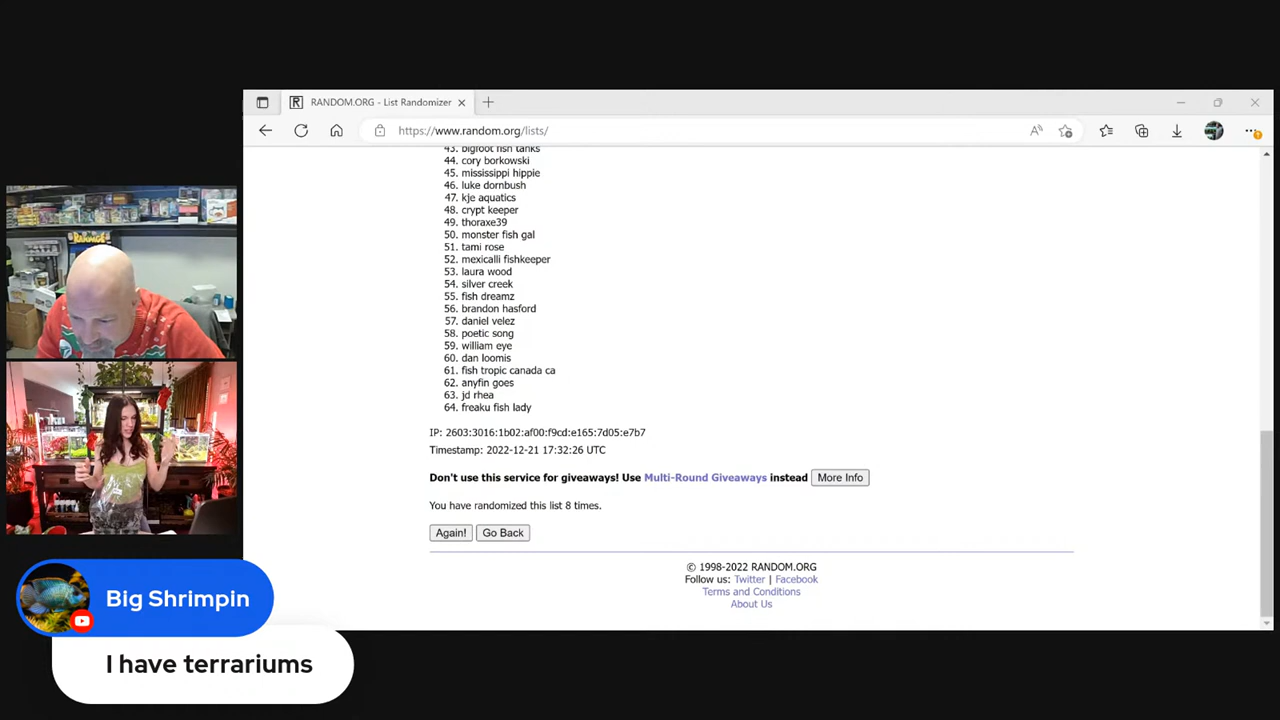 RANDOM.ORG - List Randomizer
https://www.random.org/lists/
43. bigfoot fish tanks
44. cory borkowski
45. mississippi hippie
46. luke dornbush
47. kje aquatics
48. crypt keeper
49. thoraxe39
50. monster fish gal
51. tami rose
52. mexicalli fishkeeper
53. laura wood
54. silver creek
55. fish dreamz
56. brandon hasford
57. daniel velez
58. poetic song
59. william eye
60. dan loomis
61. fish tropic canada ca
62. anyfin goes
63. jd rhea
64. freaku fish lady
IP: 2603:3016:1b02:af00:f9cd:e165:7d05:e7b7
Timestamp: 2022-12-21 17:32:26 UTC
Don't use this service for giveaways! Use Multi-Round Giveaways instead More Info
You have randomized this list 8 times.
Again! Go Back
© 1998-2022 RANDOM.ORG
Follow us: Twitter | Facebook
Terms and Conditions
About Us
Big Shrimpin
I have terrariums